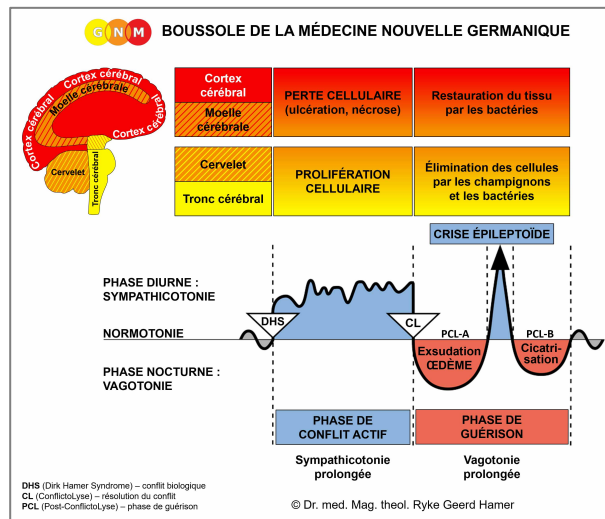 GNM BOUSSOLE DE LA MÉDECINE NOUVELLE GERMANIQUE
Cortex cérébral
Moelle cérébrale
Cortex cérébral
Cortex cérébral
Cervelet
Tronc cérébral
Cortex
cérébral
Moelle
cérébrale
PERTE CELLULAIRE
(ulcération, nécrose)
Restauration du tissu
par les bactéries
Cervelet
Tronc cérébral
PROLIFÉRATION
CELLULAIRE
Élimination des cellules
par les champignons
et les bactéries
CRISE ÉPILEPTOÏDE
PHASE DIURNE :
SYMPATHICOTONIE
DHS
CL
NORMOTONIE
PCL-A
PCL-B
Exsudation
ŒDÈME
Cicatri-
sation
PHASE NOCTURNE :
VAGOTONIE
PHASE DE
CONFLIT ACTIF
PHASE DE
GUÉRISON
Sympathicotonie
prolongée
Vagotonie
prolongée
DHS (Dirk Hamer Syndrome) – conflit biologique
CL (ConflictoLyse) – résolution du conflit
PCL (Post-ConflictoLyse) – phase de guérison
© Dr. med. Mag. theol. Ryke Geerd Hamer